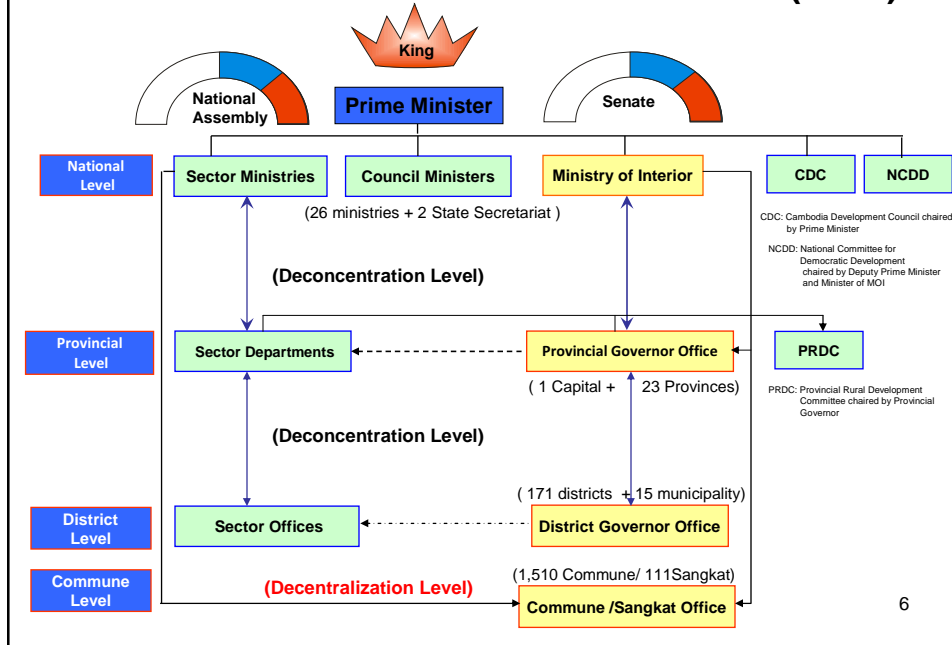 King
National
Assembly
Prime Minister
Senate
National
Level
Sector Ministries
Council Ministers
Ministry of Interior
CDC
NCDD
(26 ministries + 2 State Secretariat )
CDC: Cambodia Development Council chaired
by Prime Minister
NCDD: National Committee for
Democratic Development
chaired by Deputy Prime Minister
and Minister of MOI
(Deconcentration Level)
Provincial
Level
Sector Departments
Provincial Governor Office
PRDC
( 1 Capital + 23 Provinces)
PRDC: Provincial Rural Development
Committee chaired by Provincial
Governor
(Deconcentration Level)
( 171 districts + 15 municipality)
District
Level
Sector Offices
District Governor Office
Commune
Level
(Decentralization Level)
(1,510 Commune/ 111Sangkat)
Commune /Sangkat Office
6